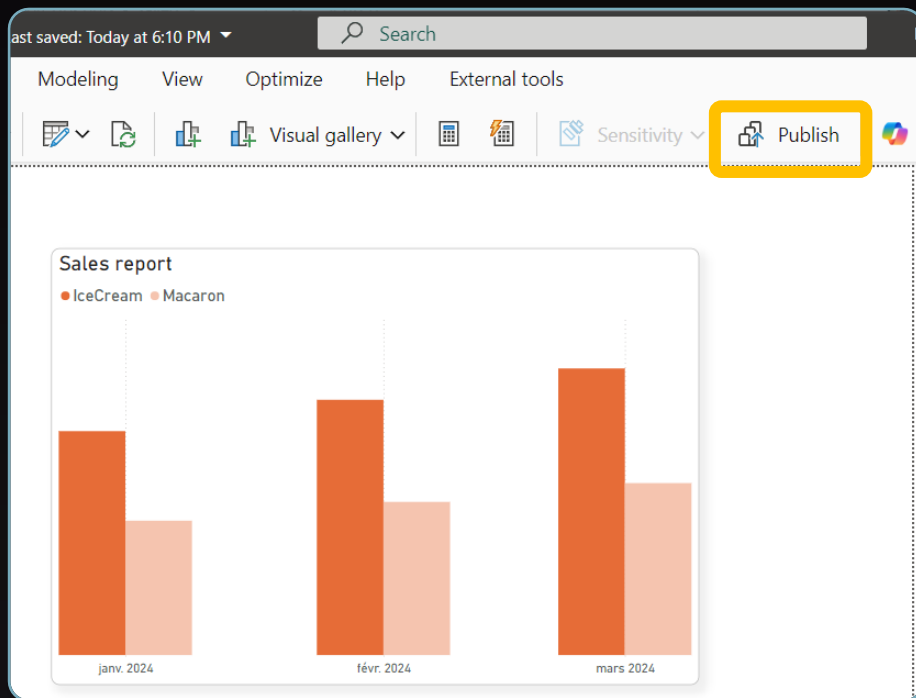 ast saved: Today at 6:10 PM
Search
Modeling View Optimize Help External tools
Visual gallery Sensitivity Publish
Sales report
IceCream Macaron
janv. 2024 févr. 2024 mars 2024